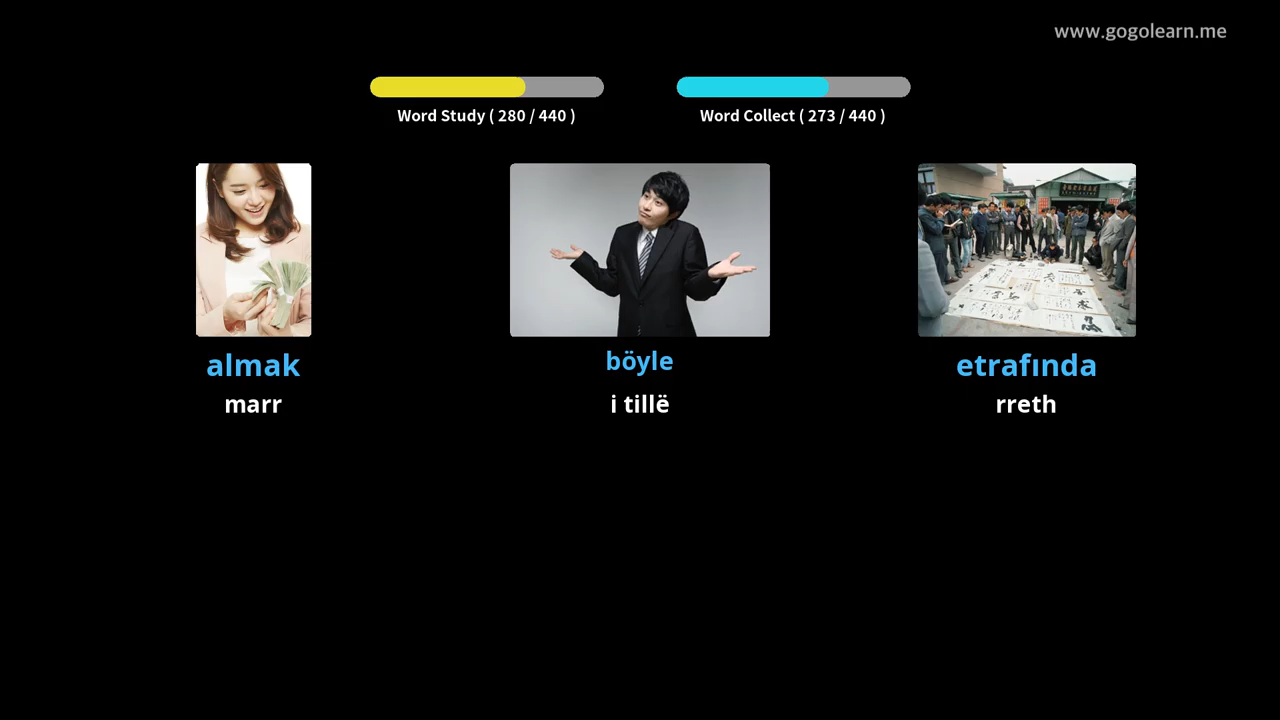 www.gogolearn.me
Word Study ( 280 / 440 )
Word Collect ( 273 / 440 )
almak
böyle
etrafında
marr
i tillë
rreth